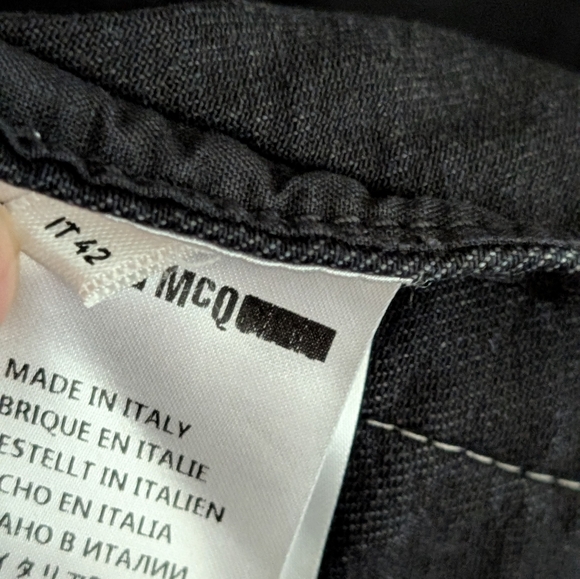 IT 42
McQ
MADE IN ITALY
BRIQUE EN ITALIE
ESTELLT IN ITALIEN
CHO EN ITALIA
АНО В ИТАЛИИ